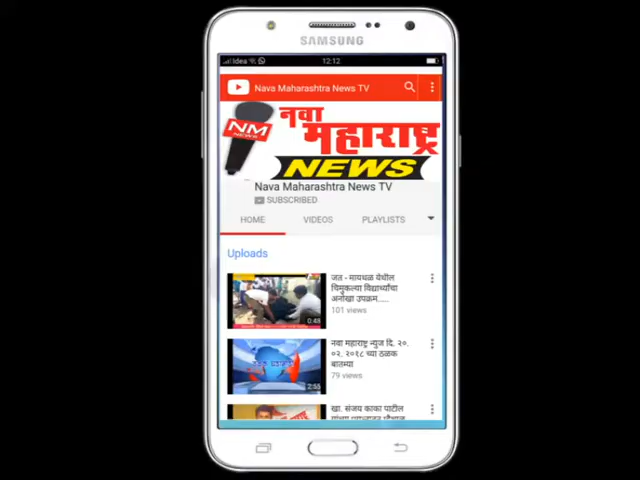 SAMSUNG
Idea 12:12
Nava Maharashtra News TV
NM
NEWS
नवा
महाराष्ट्र
NEWS
Nava Maharashtra News TV
SUBSCRIBED
HOME VIDEOS PLAYLISTS
Uploads
जत - मायथळ येथील
चिमुकल्या विद्यार्थ्यांचा
अनोखा उपक्रम.....
101 views
0:48
नवा महाराष्ट्र न्युज दि. २०.
०२. २०१८ च्या ठळक
बातम्या
79 views
2:55
खा. संजय काका पाटील